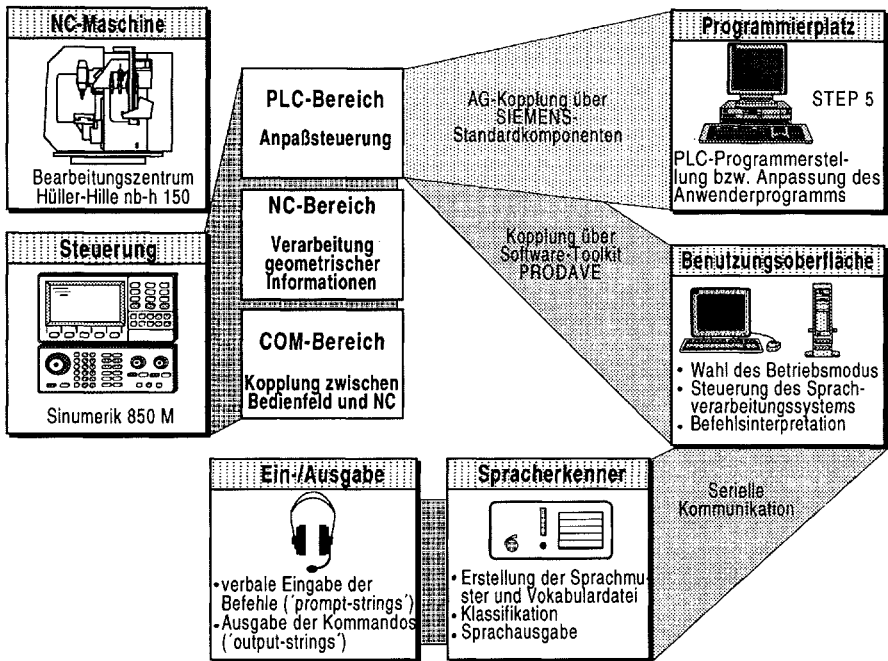 NC-Maschine
Bearbeitungszentrum
Hüller-Hille nb-h 150
Steuerung
Sinumerik 850 M
PLC-Bereich
Anpaßsteuerung
NC-Bereich
Verarbeitung
geometrischer
Informationen
COM-Bereich
Kopplung zwischen
Bedienfeld und NC
AG-Kopplung über
SIEMENS-
Standardkomponenten
Kopplung über
Software-Toolkit
PRODAVE
Programmierplatz
STEP 5
PLC-Programmerstel-
lung bzw. Anpassung des
Anwenderprogramms
Benutzungsoberfläche
• Wahl des Betriebsmodus
• Steuerung des Sprach-
verarbeitungssystems
• Befehlsinterpretation
Ein-/Ausgabe
• verbale Eingabe der
Befehle ('prompt-strings')
• Ausgabe der Kommandos
('output-strings')
Spracherkenner
• Erstellung der Sprachmu-
ster und Vokabulardatei
• Klassifikation
• Sprachausgabe
Serielle
Kommunikation